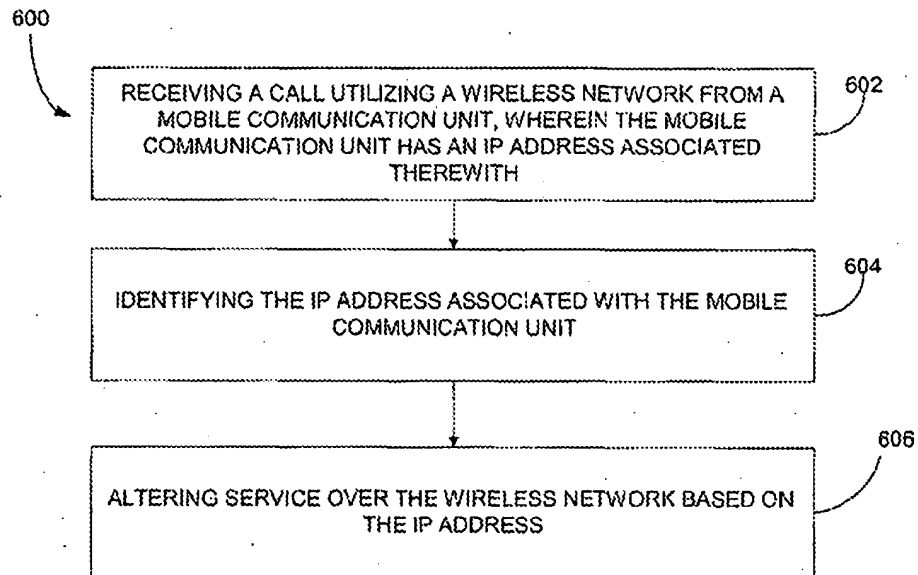 600
RECEIVING A CALL UTILIZING A WIRELESS NETWORK FROM A
MOBILE COMMUNICATION UNIT, WHEREIN THE MOBILE
COMMUNICATION UNIT HAS AN IP ADDRESS ASSOCIATED
THEREWITH
602
IDENTIFYING THE IP ADDRESS ASSOCIATED WITH THE MOBILE
COMMUNICATION UNIT
604
ALTERING SERVICE OVER THE WIRELESS NETWORK BASED ON
THE IP ADDRESS
606